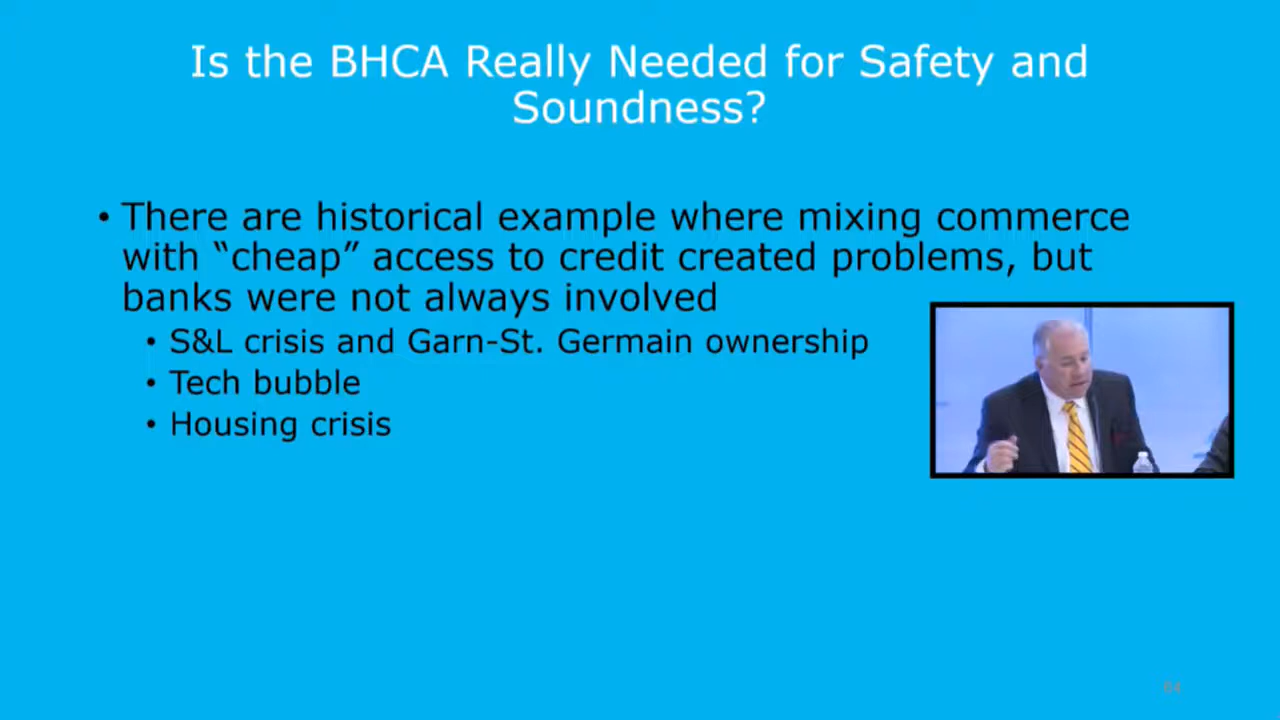 Is the BHCA Really Needed for Safety and
Soundness?
• There are historical example where mixing commerce
with “cheap” access to credit created problems, but
banks were not always involved
• S&L crisis and Garn-St. Germain ownership
• Tech bubble
• Housing crisis
64